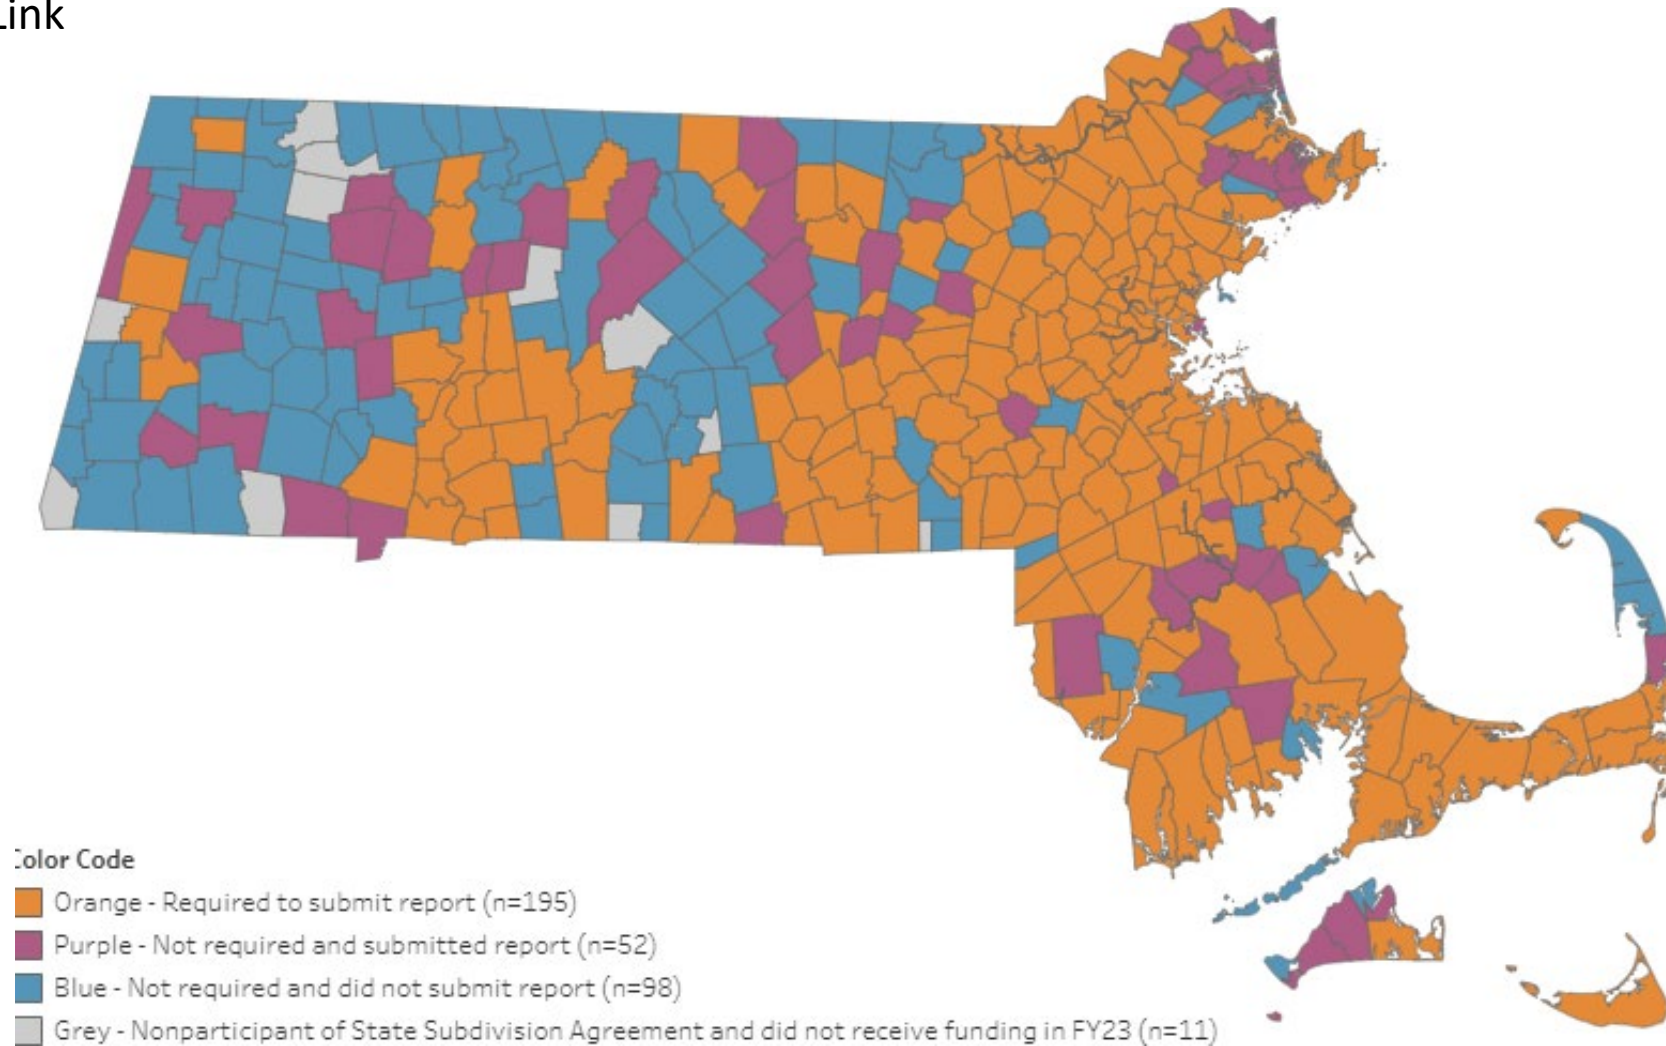 Link
Color Code
Orange - Required to submit report (n=195)
Purple - Not required and submitted report (n=52)
Blue - Not required and did not submit report (n=98)
Grey - Nonparticipant of State Subdivision Agreement and did not receive funding in FY23 (n=11)